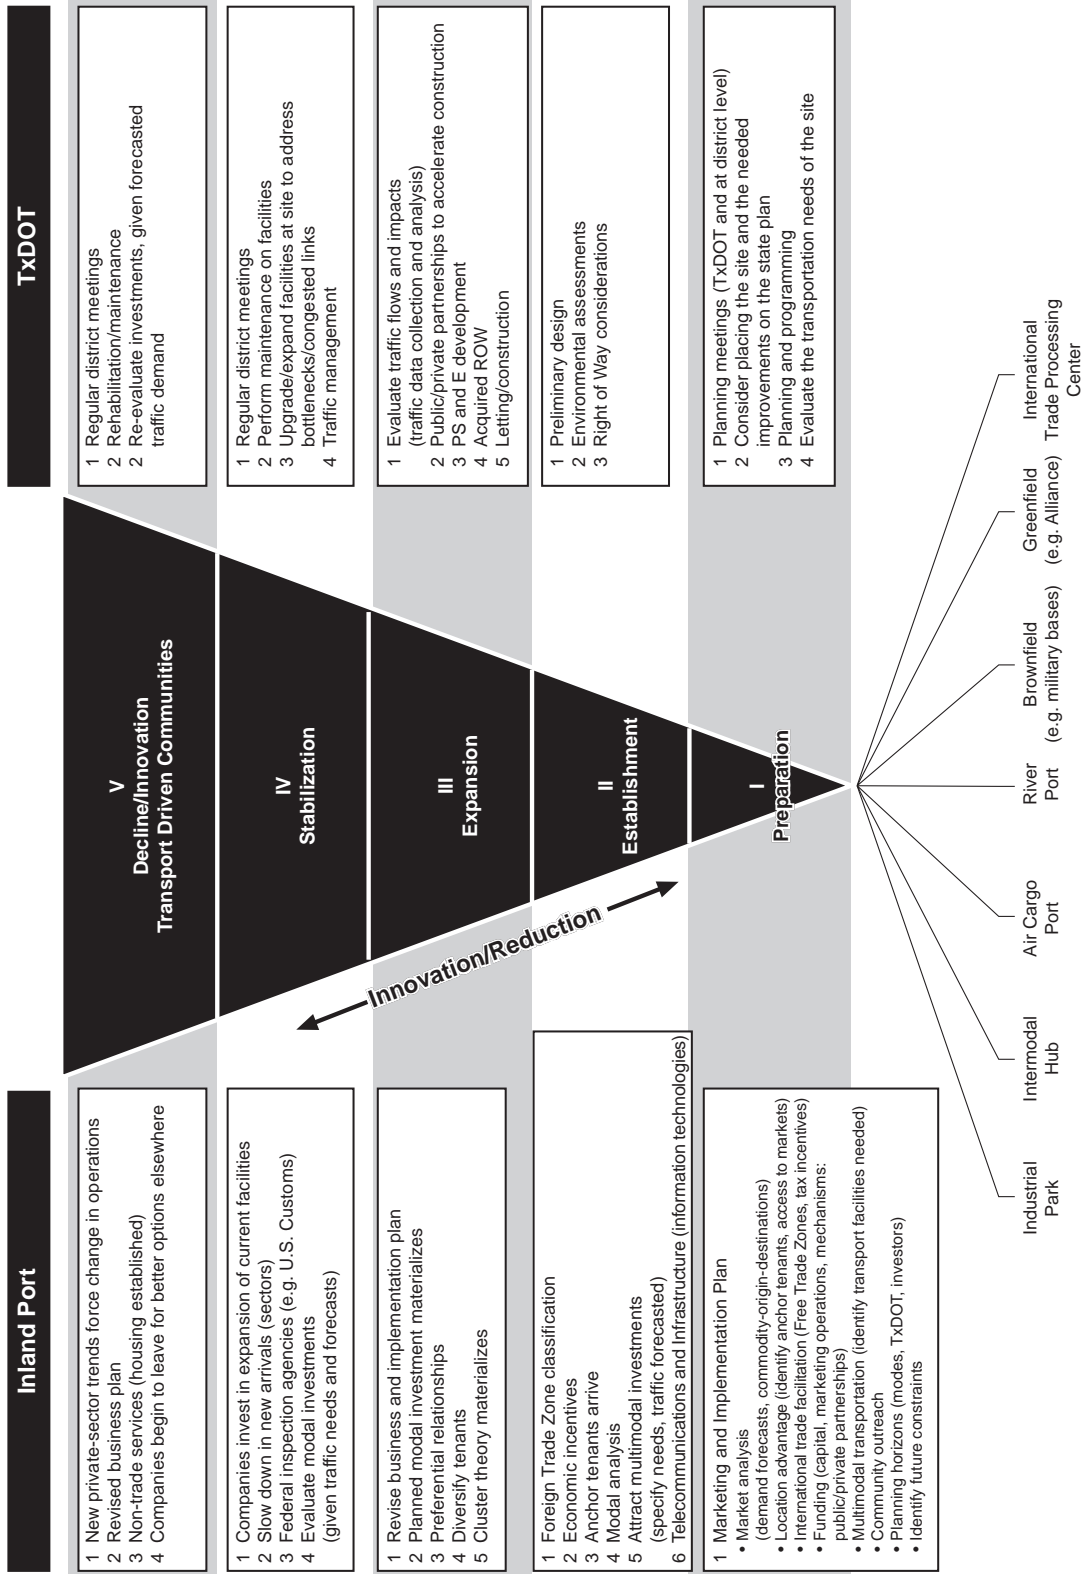 Inland Port
TxDOT
V
Decline/Innovation
Transport Driven Communities
1 New private-sector trends force change in operations
2 Revised business plan
3 Non-trade services (housing established)
4 Companies begin to leave for better options elsewhere
1 Regular district meetings
2 Rehabilitation/maintenance
2 Re-evaluate investments, given forecasted
traffic demand
IV
Stabilization
1 Companies invest in expansion of current facilities
2 Slow down in new arrivals (sectors)
3 Federal inspection agencies (e.g. U.S. Customs)
4 Evaluate modal investments
(given traffic needs and forecasts)
1 Regular district meetings
2 Perform maintenance on facilities
3 Upgrade/expand facilities at site to address
bottlenecks/congested links
4 Traffic management
III
Expansion
1 Revise business and implementation plan
2 Planned modal investment materializes
3 Preferential relationships
4 Diversify tenants
5 Cluster theory materializes
1 Evaluate traffic flows and impacts
(traffic data collection and analysis)
2 Public/private partnerships to accelerate construction
3 PS and E development
4 Acquired ROW
5 Letting/construction
Innovation/Reduction
II
Establishment
1 Foreign Trade Zone classification
2 Economic incentives
3 Anchor tenants arrive
4 Modal analysis
5 Attract multimodal investments
(specify needs, traffic forecasted)
6 Telecommunications and Infrastructure (information technologies)
1 Preliminary design
2 Environmental assessments
3 Right of Way considerations
I
Preparation
1 Marketing and Implementation Plan
• Market analysis
(demand forecasts, commodity-origin-destinations)
• Location advantage (identify anchor tenants, access to markets)
• International trade facilitation (Free Trade Zones, tax incentives)
• Funding (capital, marketing operations, mechanisms:
public/private partnerships)
• Multimodal transportation (identify transport facilities needed)
• Community outreach
• Planning horizons (modes, TxDOT, investors)
• Identify future constraints
1 Planning meetings (TxDOT and at district level)
2 Consider placing the site and the needed
improvements on the state plan
3 Planning and programming
4 Evaluate the transportation needs of the site
Industrial
Park
Intermodal
Hub
Air Cargo
Port
River
Port
Brownfield
(e.g. military bases)
Greenfield
(e.g. Alliance)
International
Trade Processing
Center